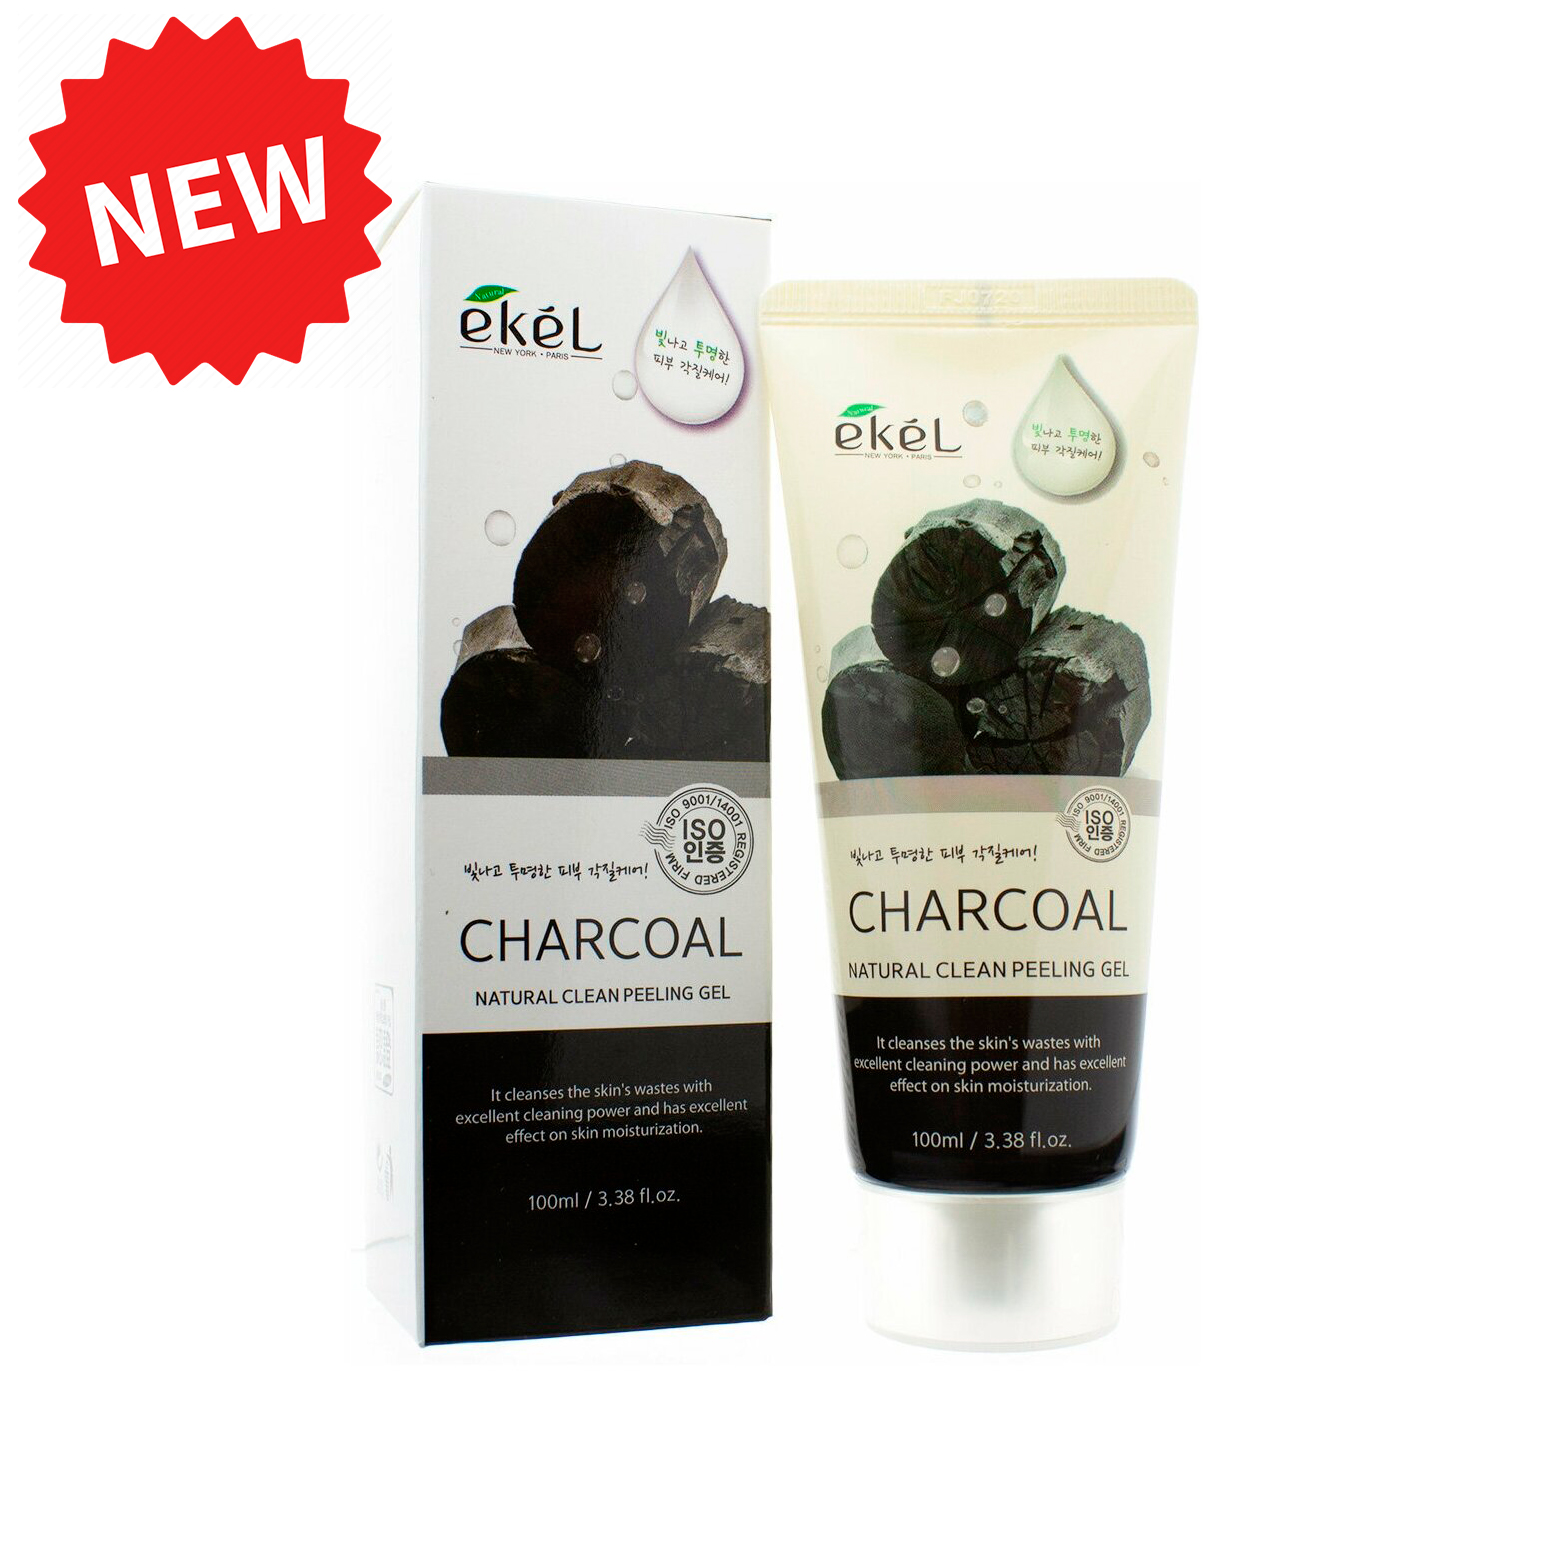 NEW
Natural
ēkéL
NEW YORK • PARIS
빛나고 투명한
피부 각질케어!
ISO 9001/14001 REGISTERED FIRM
ISO
인증
빛나고 투명한 피부 각질케어!
CHARCOAL
NATURAL CLEAN PEELING GEL
It cleanses the skin's wastes with
excellent cleaning power and has excellent
effect on skin moisturization.
100ml / 3.38 fl.oz.
Natural
ēkéL
NEW YORK • PARIS
빛나고 투명한
피부 각질케어!
ISO 9001/14001 REGISTERED FIRM
ISO
인증
빛나고 투명한 피부 각질케어!
CHARCOAL
NATURAL CLEAN PEELING GEL
It cleanses the skin's wastes with
excellent cleaning power and has excellent
effect on skin moisturization.
100ml / 3.38 fl.oz.